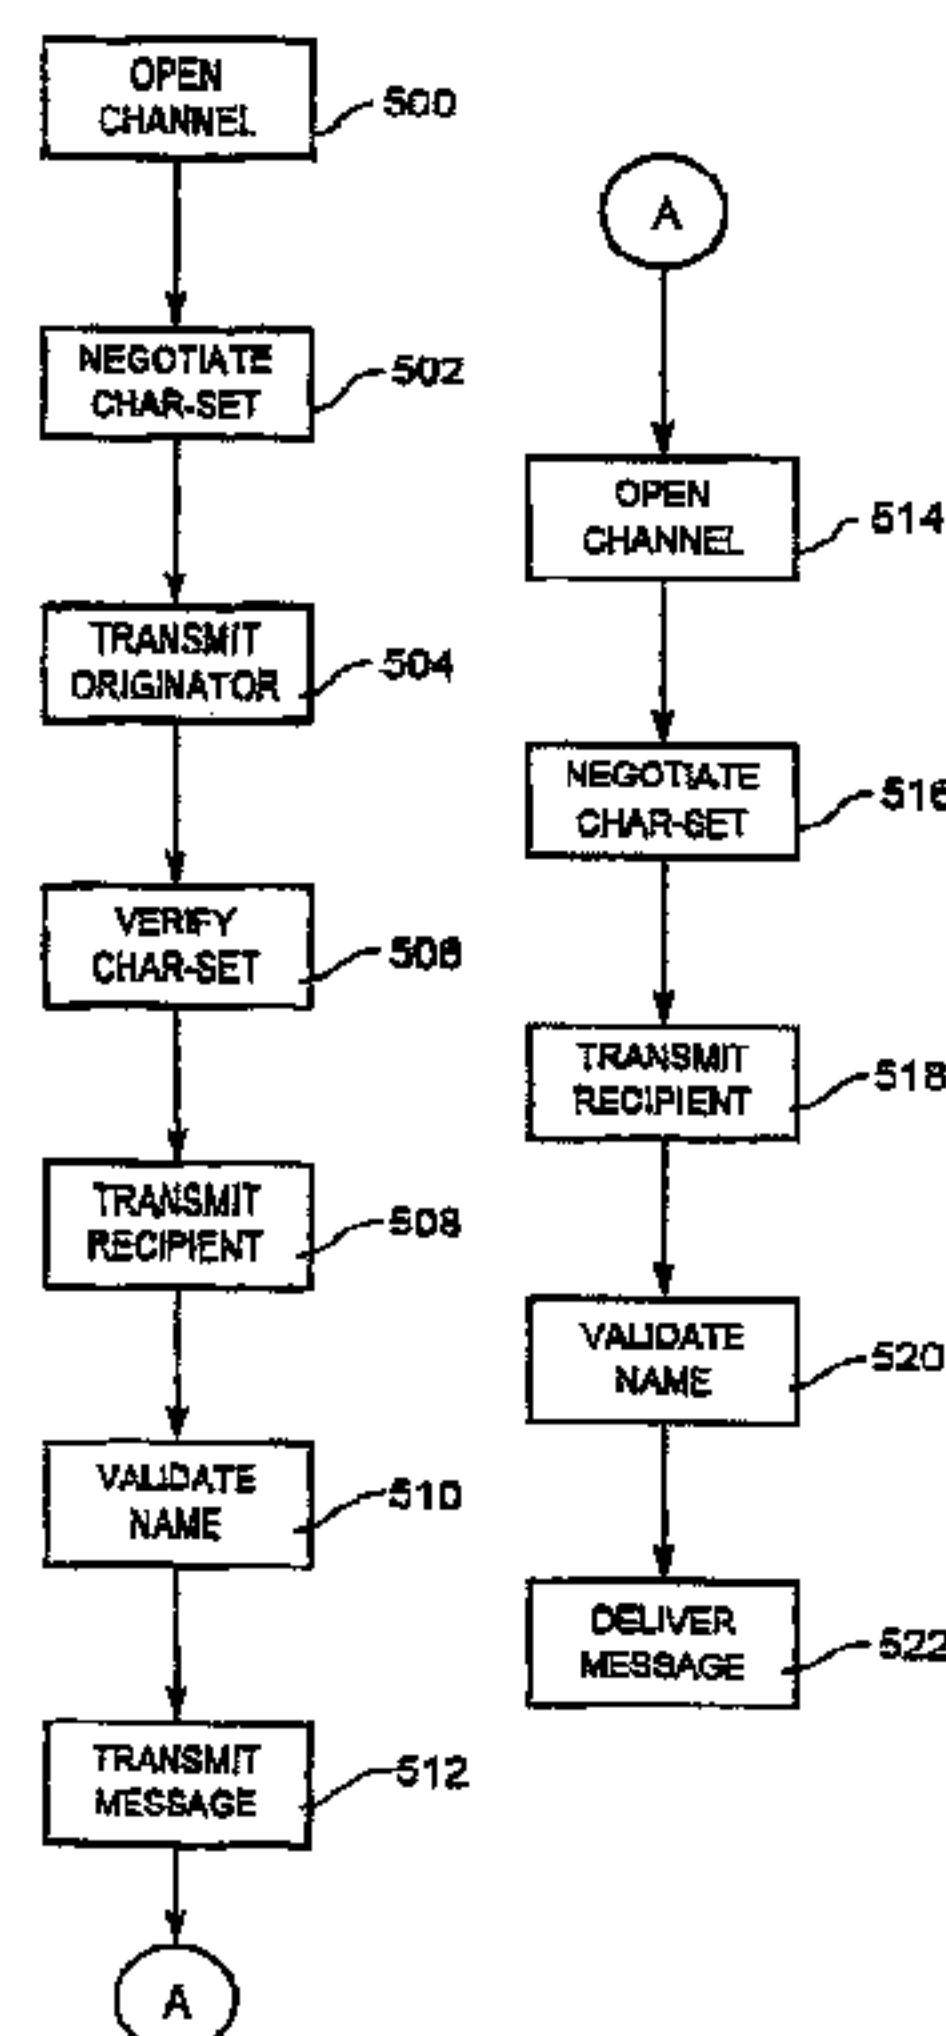 OPEN
CHANNEL
500
NEGOTIATE
CHAR-SET
502
TRANSMIT
ORIGINATOR
504
VERIFY
CHAR-SET
506
TRANSMIT
RECIPIENT
508
VALIDATE
NAME
510
TRANSMIT
MESSAGE
512
A
A
OPEN
CHANNEL
514
NEGOTIATE
CHAR-SET
516
TRANSMIT
RECIPIENT
518
VALIDATE
NAME
520
DELIVER
MESSAGE
522